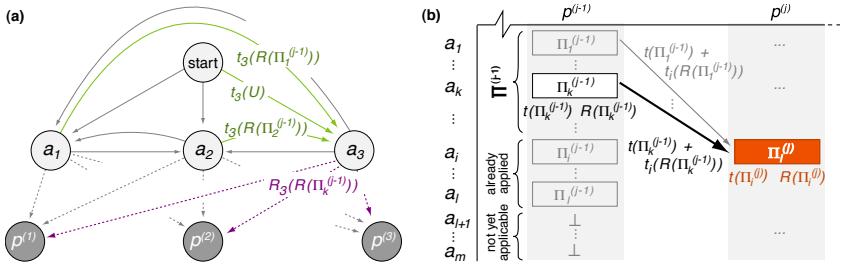 (a)
t₃(R(Π₁⁽ʲ⁻¹⁾))
start
t₃(U)
t₃(R(Π₂⁽ʲ⁻¹⁾))
a₁
a₂
a₃
R₃(R(Πₖ⁽ʲ⁻¹⁾))
p⁽¹⁾
p⁽²⁾
p⁽³⁾
(b)
p⁽ʲ⁻¹⁾
p⁽ʲ⁾
a₁
Π₁⁽ʲ⁻¹⁾
...
t(Π₁⁽ʲ⁻¹⁾) +
tᵢ(R(Π₁⁽ʲ⁻¹⁾))
⋮
⋮
aₖ
Π⁽ʲ⁻¹⁾
Πₖ⁽ʲ⁻¹⁾
...
t(Πₖ⁽ʲ⁻¹⁾) R(Πₖ⁽ʲ⁻¹⁾)
⋮
⋮
⋮
t(Πₖ⁽ʲ⁻¹⁾) +
tᵢ(R(Πₖ⁽ʲ⁻¹⁾))
aᵢ
already
applied
Πᵢ⁽ʲ⁻¹⁾
Πᵢ⁽ʲ⁾
t(Πᵢ⁽ʲ⁾) R(Πᵢ⁽ʲ⁾)
⋮
⋮
aₗ
Πₗ⁽ʲ⁻¹⁾
aₗ₊₁
not yet
applicable
⊥
⋮
⋮
...
aₘ
⊥